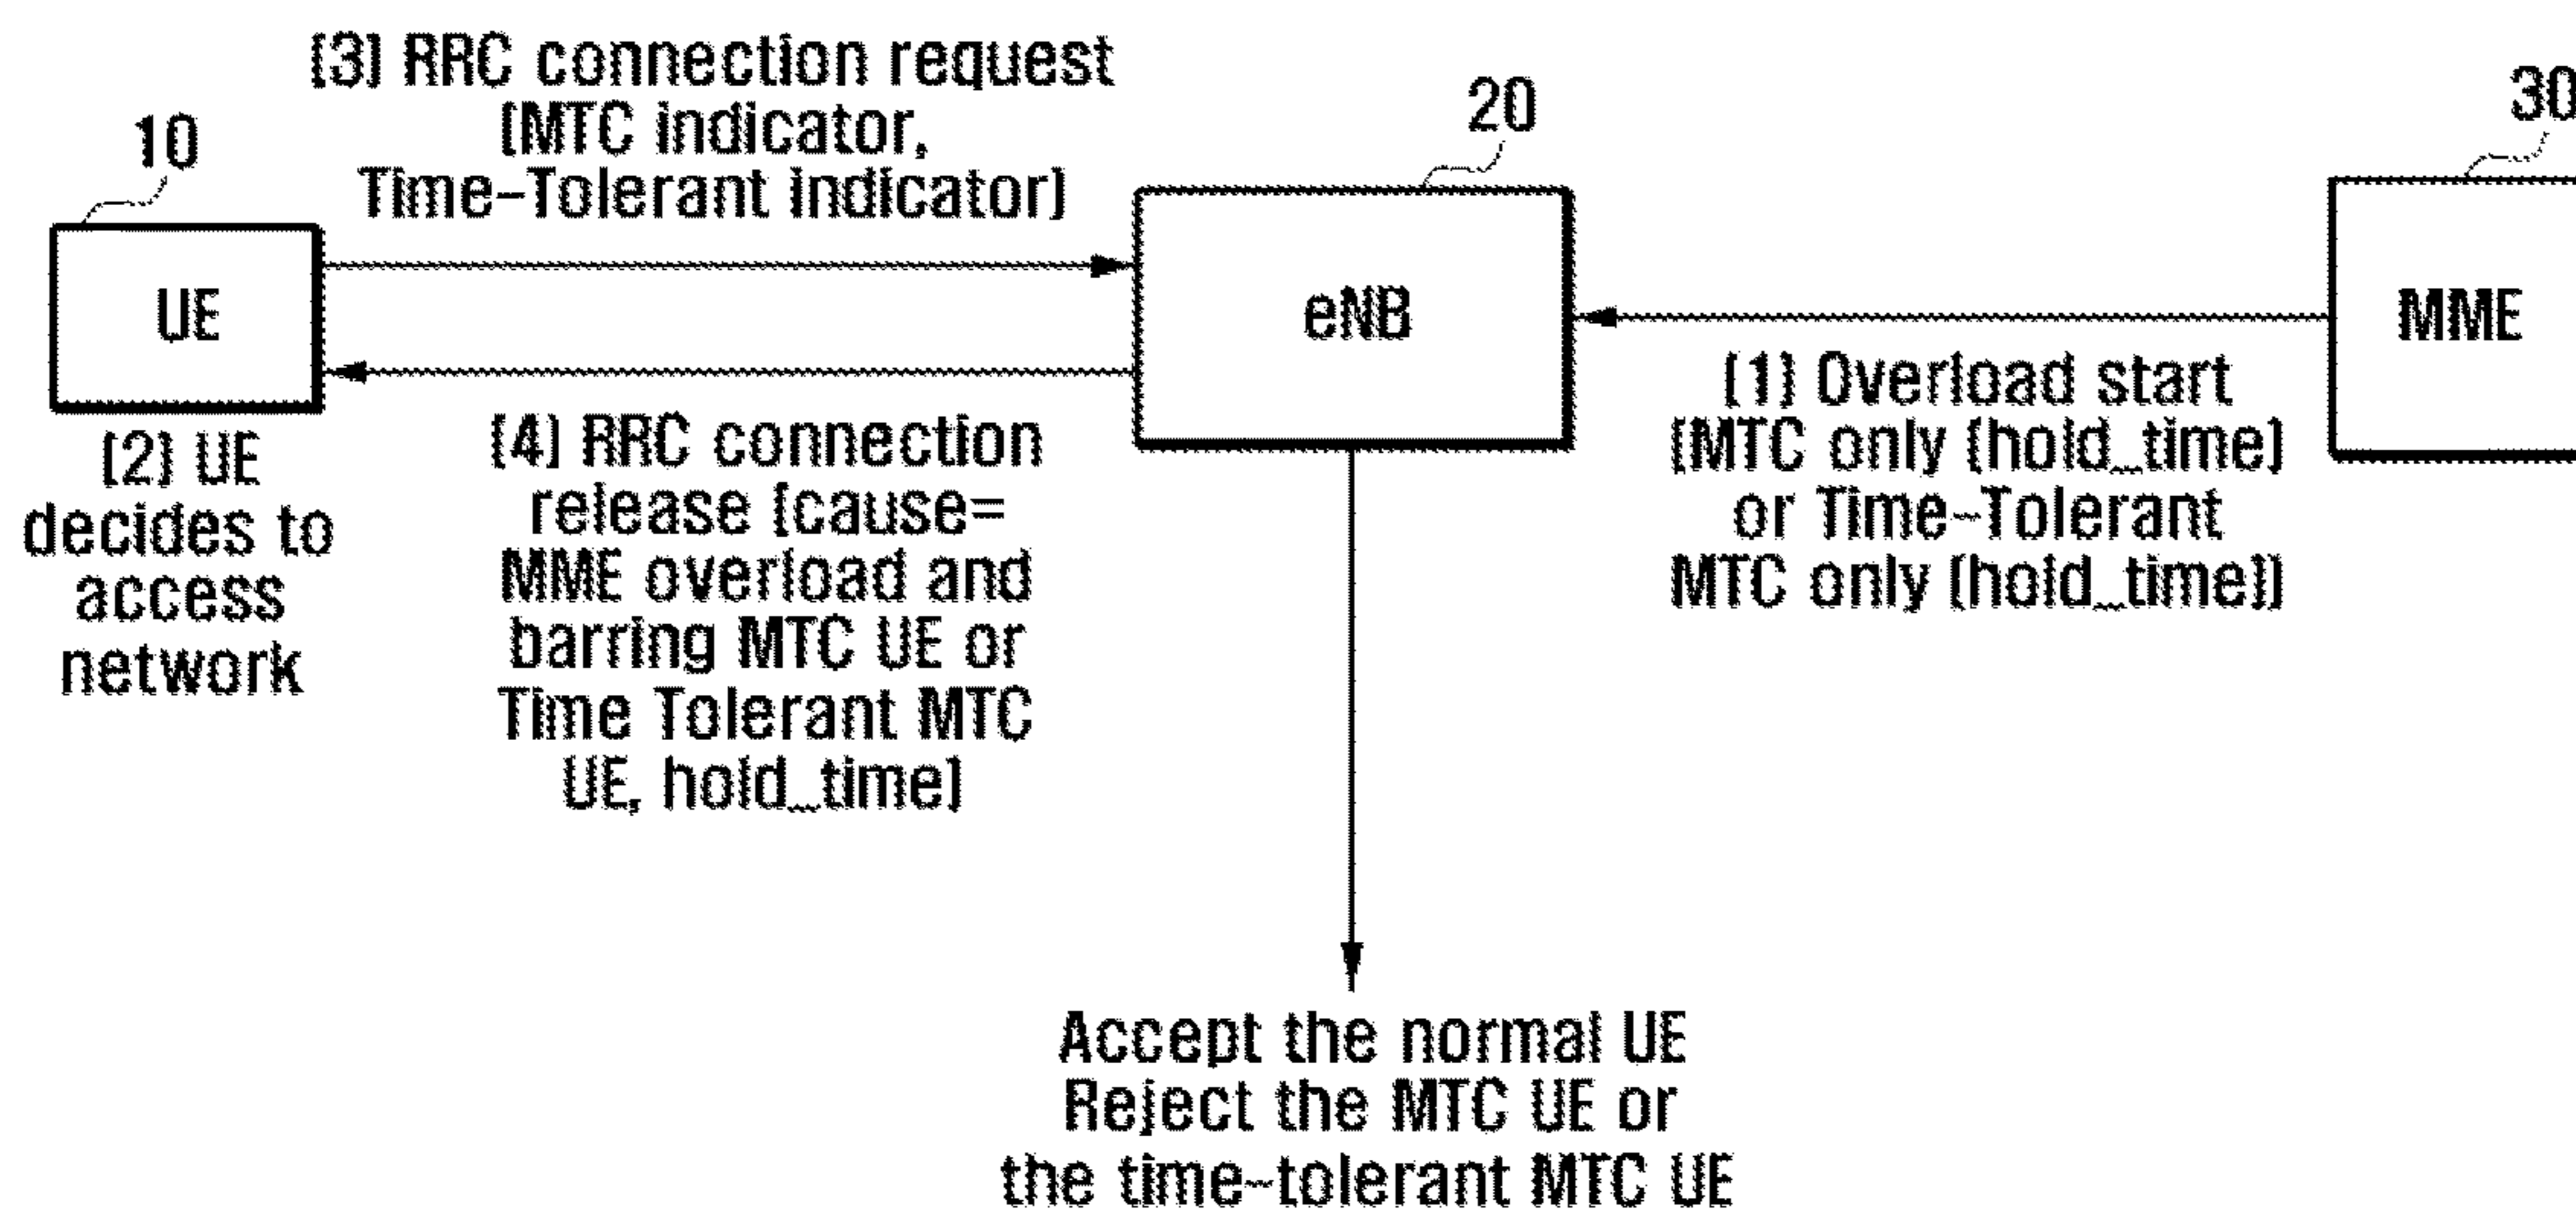 (3) RRC connection request
(MTC indicator,
Time-Tolerant indicator)
10
20
30
UE
eNB
MME
(2) UE
decides to
access
network
(4) RRC connection
release (cause=
MME overload and
barring MTC UE or
Time Tolerant MTC
UE, hold_time)
(1) Overload start
(MTC only (hold_time)
or Time-Tolerant
MTC only (hold_time))
Accept the normal UE
Reject the MTC UE or
the time-tolerant MTC UE